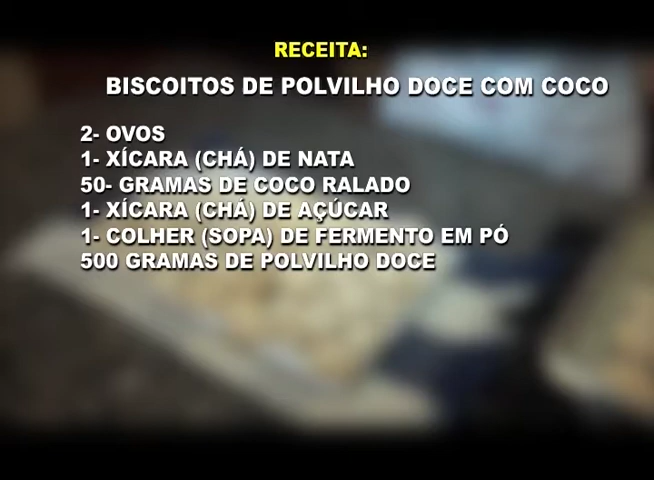 RECEITA:
BISCOITOS DE POLVILHO DOCE COM COCO
2- OVOS
1- XÍCARA (CHÁ) DE NATA
50- GRAMAS DE COCO RALADO
1- XÍCARA (CHÁ) DE AÇÚCAR
1- COLHER (SOPA) DE FERMENTO EM PÓ
500 GRAMAS DE POLVILHO DOCE